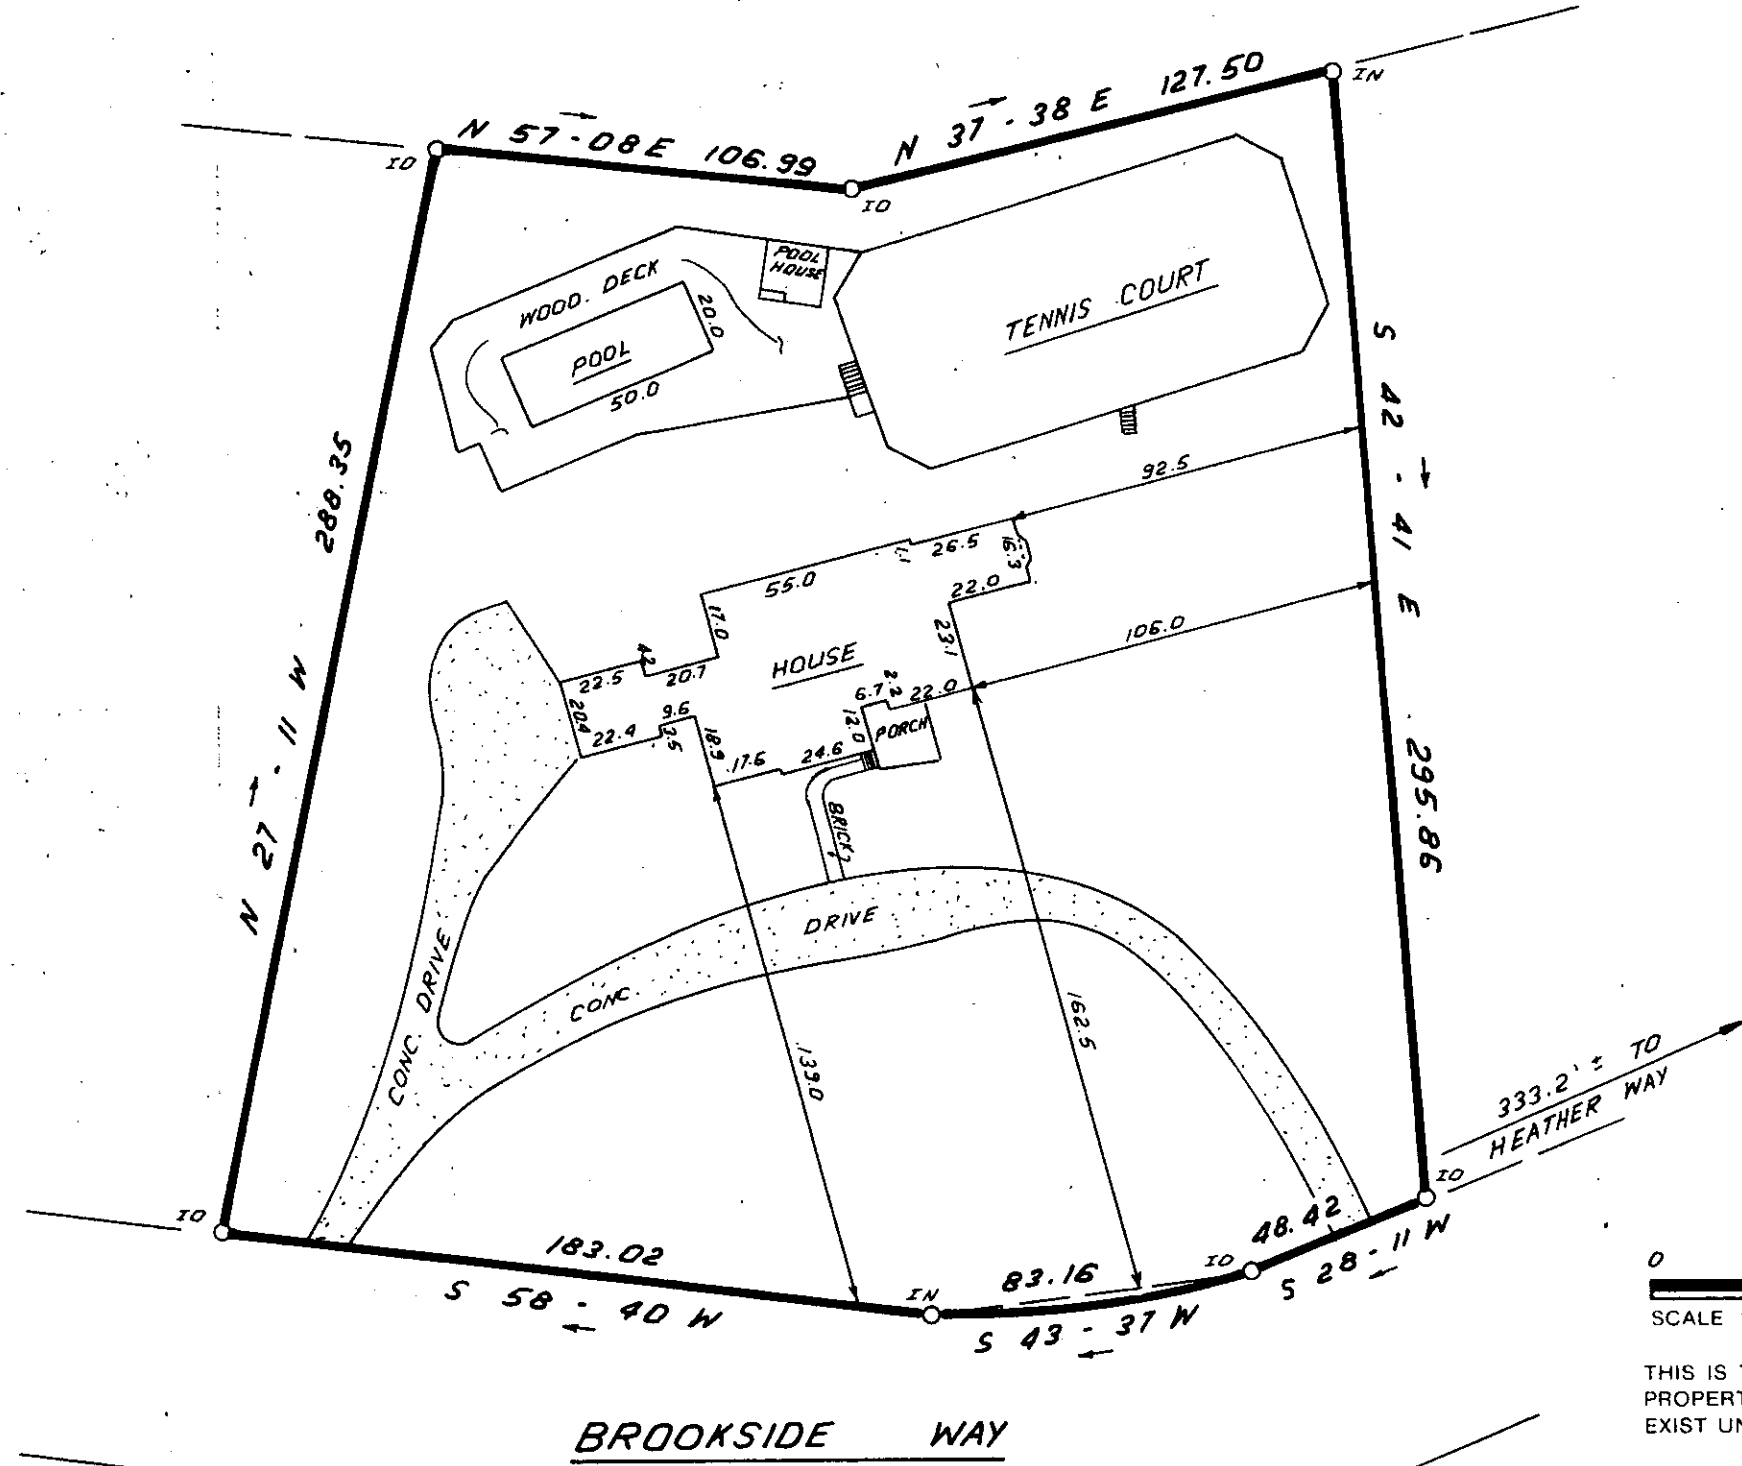 N 57-08 E 106.99
N 37-38 E 127.50
IN
IO
IO
POOL
HOUSE
WOOD. DECK
20.0
POOL
50.0
TENNIS COURT
S 42-41 E 295.86
288.35
N 27-11 W
92.5
1.1
26.5
16.3
55.0
22.0
17.0
23.1
106.0
HOUSE
4.2
22.5
20.7
2.2
6.7
22.0
20.4
9.6
12.0
PORCH
22.4
3.5
18.9
17.6
24.6
BRICK
DRIVE
CONC.
CONC. DRIVE
139.0
162.5
333.2'± TO
HEATHER WAY
IO
IO
183.02
S 58-40 W
IN
83.16
S 43-37 W
IO
48.42
S 28-11 W
0
SCALE
THIS IS
PROPERT
EXIST UN
BROOKSIDE WAY